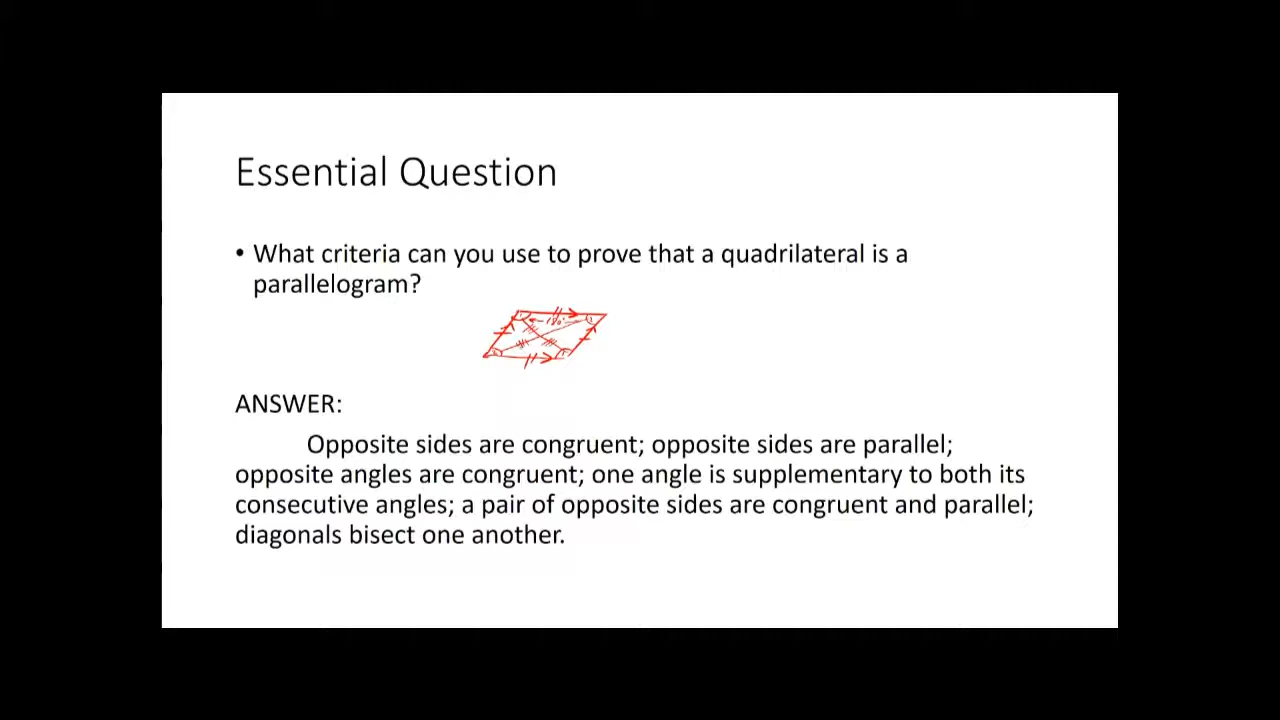 Essential Question
• What criteria can you use to prove that a quadrilateral is a
parallelogram?
180°
ANSWER:
Opposite sides are congruent; opposite sides are parallel;
opposite angles are congruent; one angle is supplementary to both its
consecutive angles; a pair of opposite sides are congruent and parallel;
diagonals bisect one another.